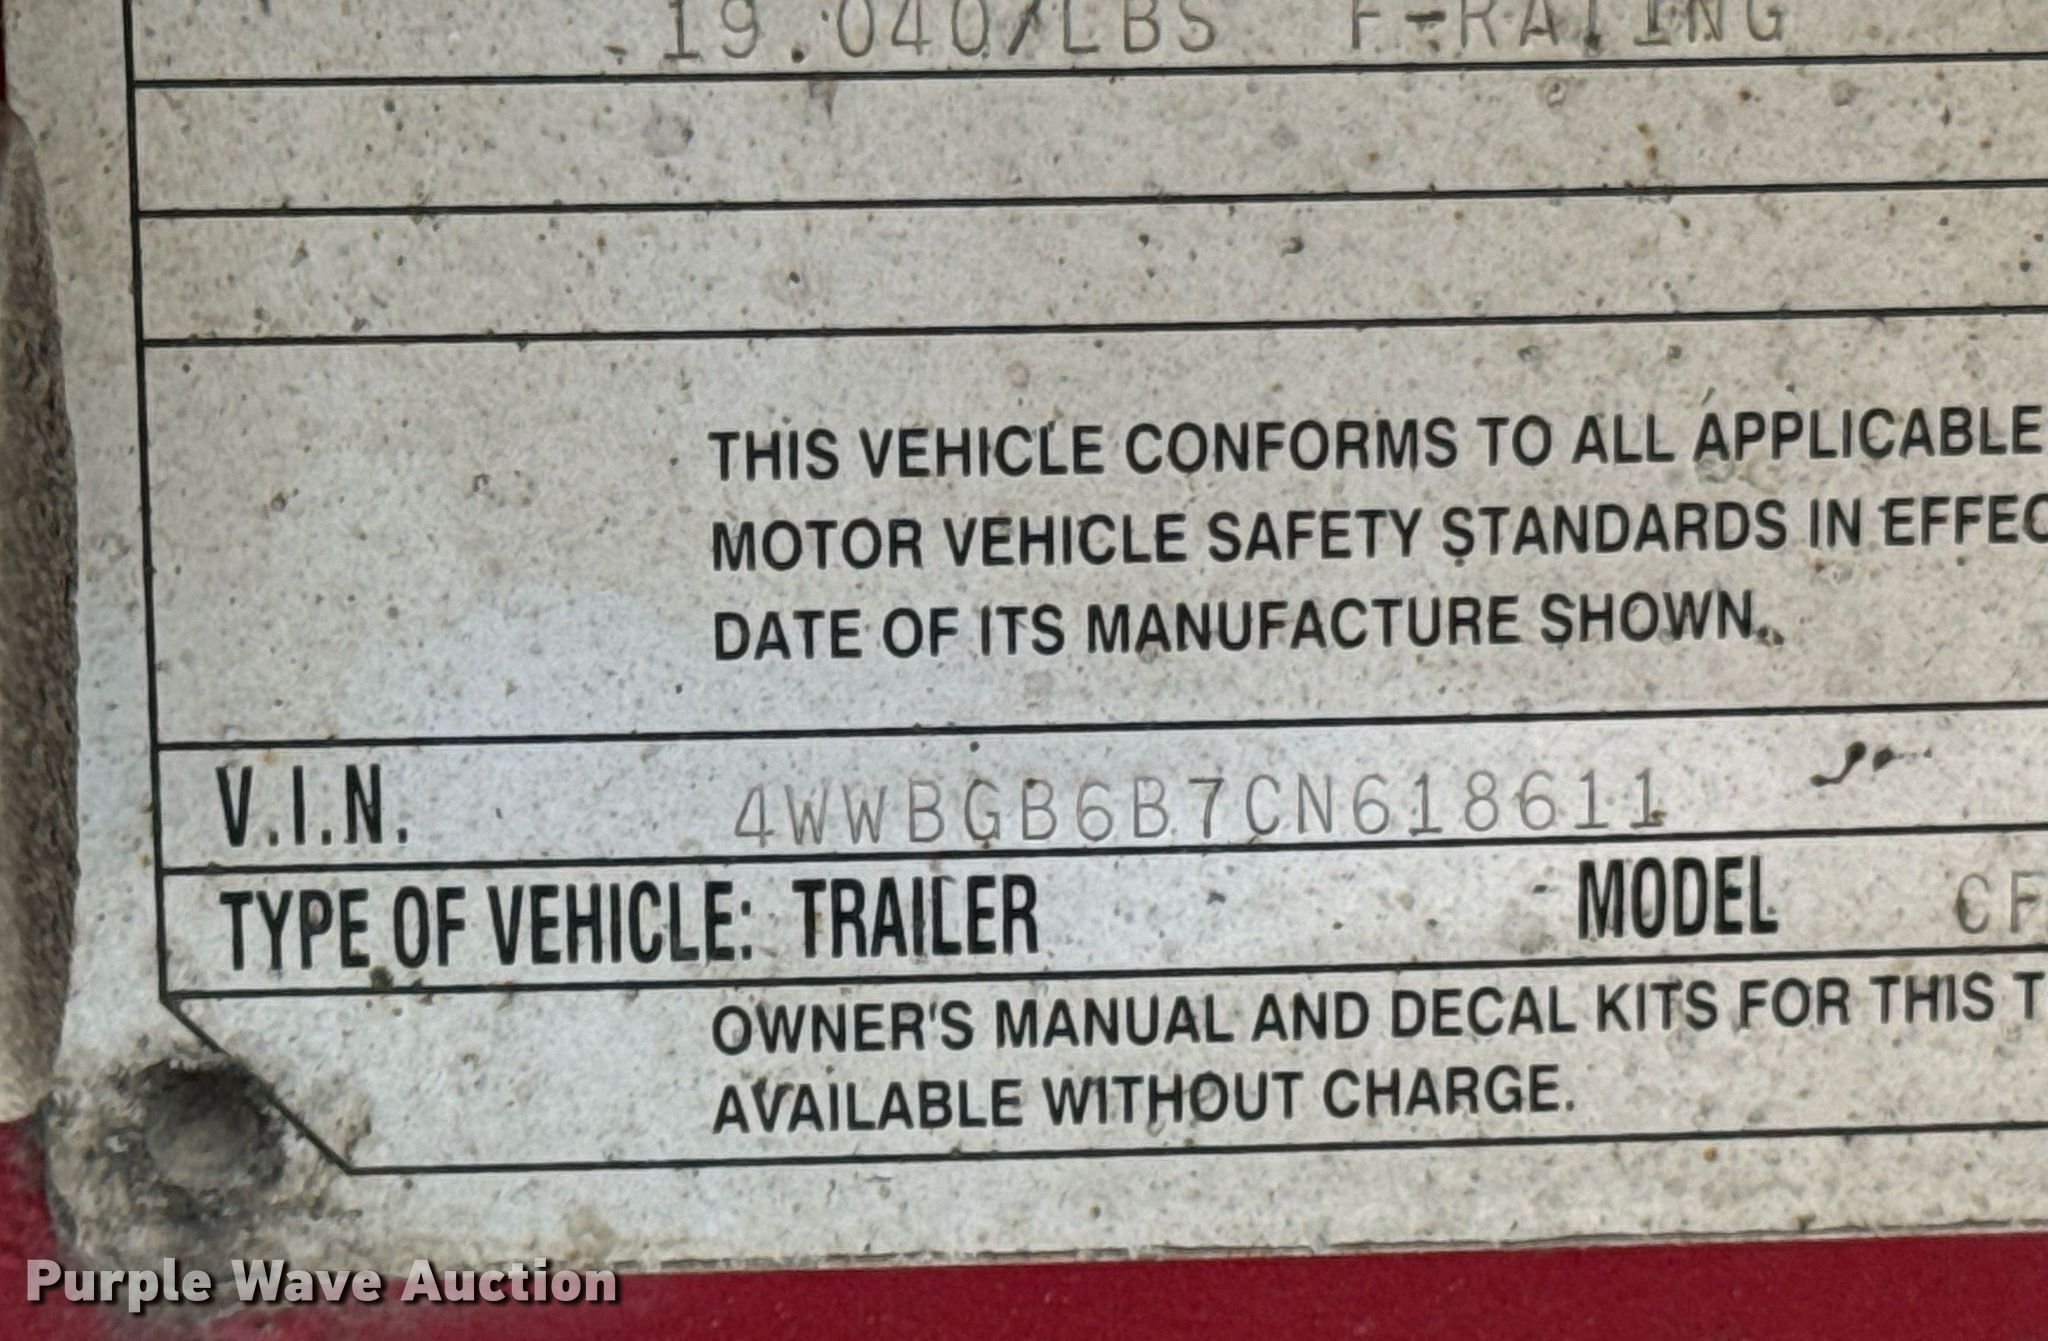 19.040/LBS F-RATING
THIS VEHICLE CONFORMS TO ALL APPLICABLE
MOTOR VEHICLE SAFETY STANDARDS IN EFFEC
DATE OF ITS MANUFACTURE SHOWN.
V.I.N. 4WWBGB6B7CN618611
TYPE OF VEHICLE: TRAILER MODEL CF
OWNER'S MANUAL AND DECAL KITS FOR THIS T
AVAILABLE WITHOUT CHARGE.
Purple Wave Auction